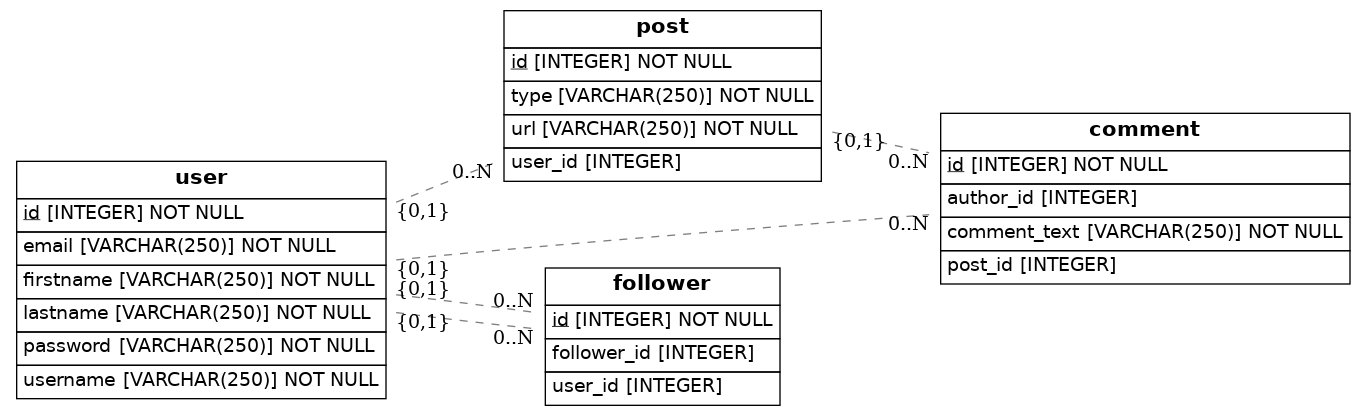 post
id [INTEGER] NOT NULL
type [VARCHAR(250)] NOT NULL
url [VARCHAR(250)] NOT NULL
user_id [INTEGER]
comment
id [INTEGER] NOT NULL
author_id [INTEGER]
comment_text [VARCHAR(250)] NOT NULL
post_id [INTEGER]
user
id [INTEGER] NOT NULL
email [VARCHAR(250)] NOT NULL
firstname [VARCHAR(250)] NOT NULL
lastname [VARCHAR(250)] NOT NULL
password [VARCHAR(250)] NOT NULL
username [VARCHAR(250)] NOT NULL
follower
id [INTEGER] NOT NULL
follower_id [INTEGER]
user_id [INTEGER]
{0,1}
0..N
0..N
{0,1}
0..N
{0,1}
{0,1}
0..N
{0,1}
0..N